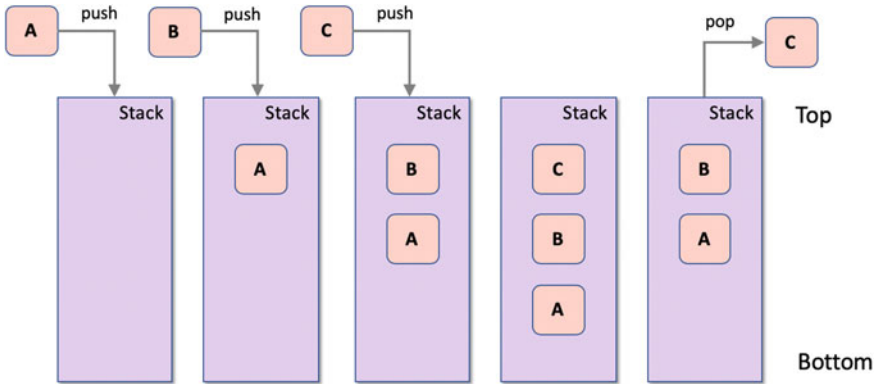 A push B push C push pop C
Stack Stack Stack Stack Stack Top
A B C B
A B A
A
Bottom